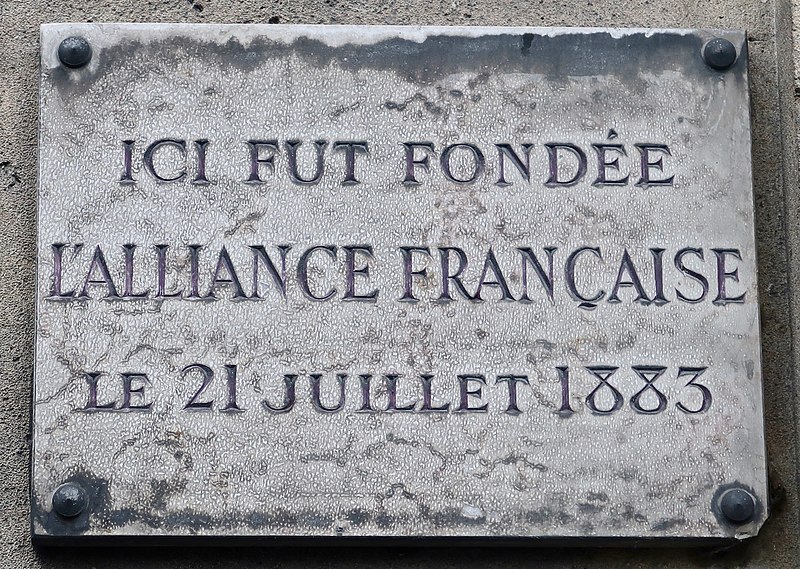 ICI FUT FONDÉE
L'ALLIANCE FRANÇAISE
LE 21 JUILLET 1883